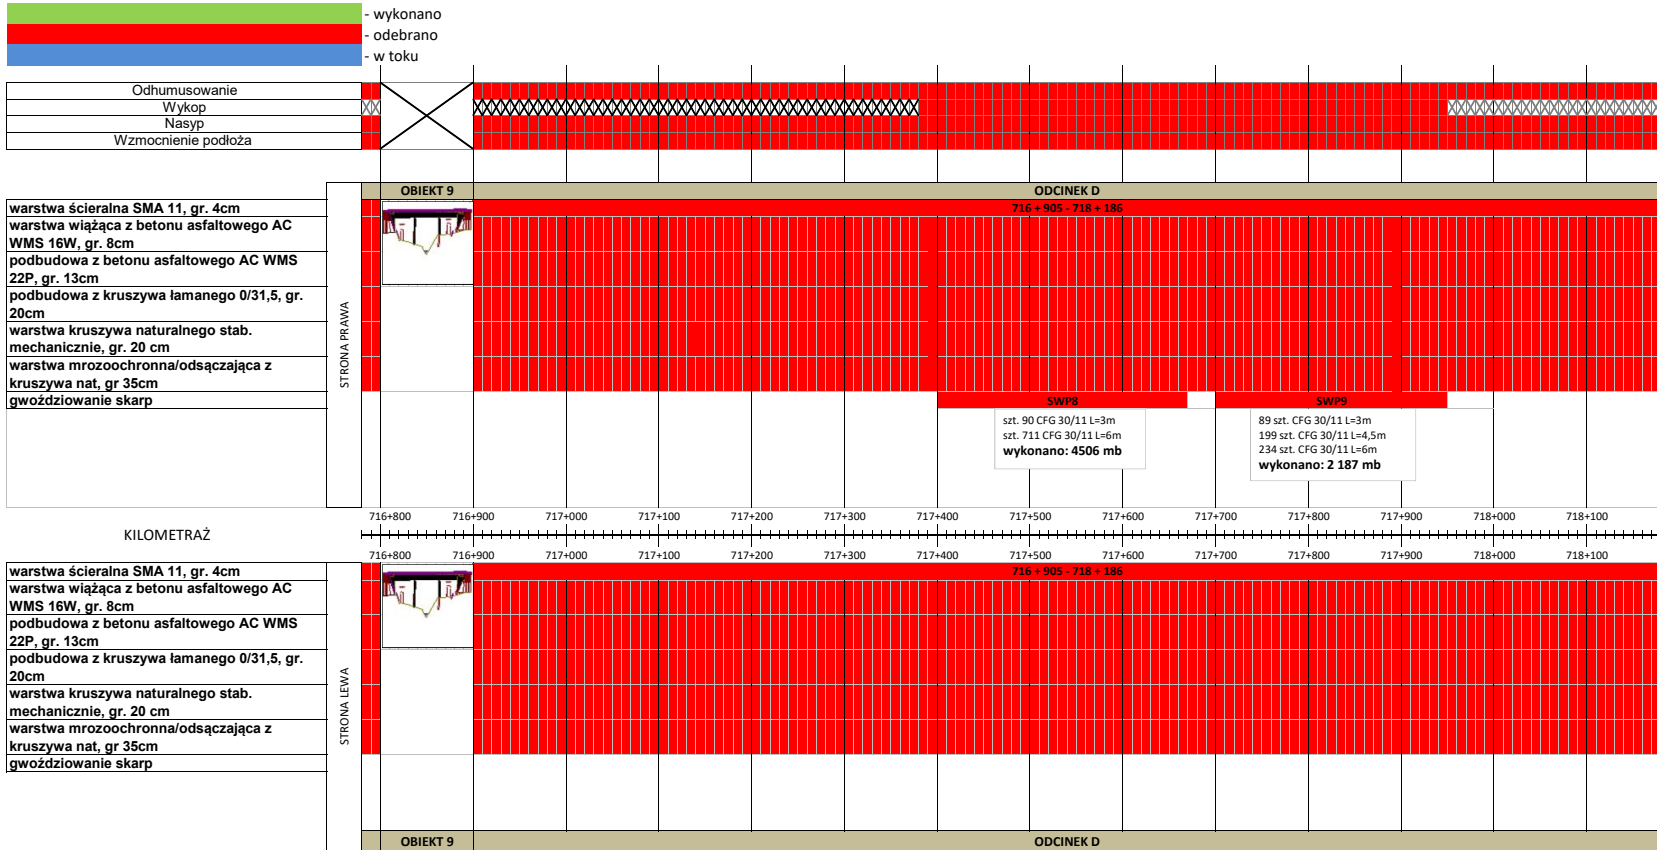 - wykonano
- odebrano
- w toku
Odhumusowanie
Wykop
Nasyp
Wzmocnienie podłoża
OBIEKT 9
ODCINEK D
warstwa ścieralna SMA 11, gr. 4cm
716 + 905 - 718 + 186
warstwa wiążąca z betonu asfaltowego AC
WMS 16W, gr. 8cm
podbudowa z betonu asfaltowego AC WMS
22P, gr. 13cm
podbudowa z kruszywa łamanego 0/31,5, gr.
20cm
warstwa kruszywa naturalnego stab.
mechanicznie, gr. 20 cm
warstwa mrozoochronna/odsączająca z
kruszywa nat, gr 35cm
gwoździowanie skarp
STRONA PRAWA
SWP8
SWP9
szt. 90 CFG 30/11 L=3m
szt. 711 CFG 30/11 L=6m
wykonano: 4506 mb
89 szt. CFG 30/11 L=3m
199 szt. CFG 30/11 L=4,5m
234 szt. CFG 30/11 L=6m
wykonano: 2 187 mb
716+800 716+900 717+000 717+100 717+200 717+300 717+400 717+500 717+600 717+700 717+800 717+900 718+000 718+100
KILOMETRAŻ
716+800 716+900 717+000 717+100 717+200 717+300 717+400 717+500 717+600 717+700 717+800 717+900 718+000 718+100
warstwa ścieralna SMA 11, gr. 4cm
716 + 905 - 718 + 186
warstwa wiążąca z betonu asfaltowego AC
WMS 16W, gr. 8cm
podbudowa z betonu asfaltowego AC WMS
22P, gr. 13cm
podbudowa z kruszywa łamanego 0/31,5, gr.
20cm
warstwa kruszywa naturalnego stab.
mechanicznie, gr. 20 cm
warstwa mrozoochronna/odsączająca z
kruszywa nat, gr 35cm
gwoździowanie skarp
STRONA LEWA
OBIEKT 9
ODCINEK D